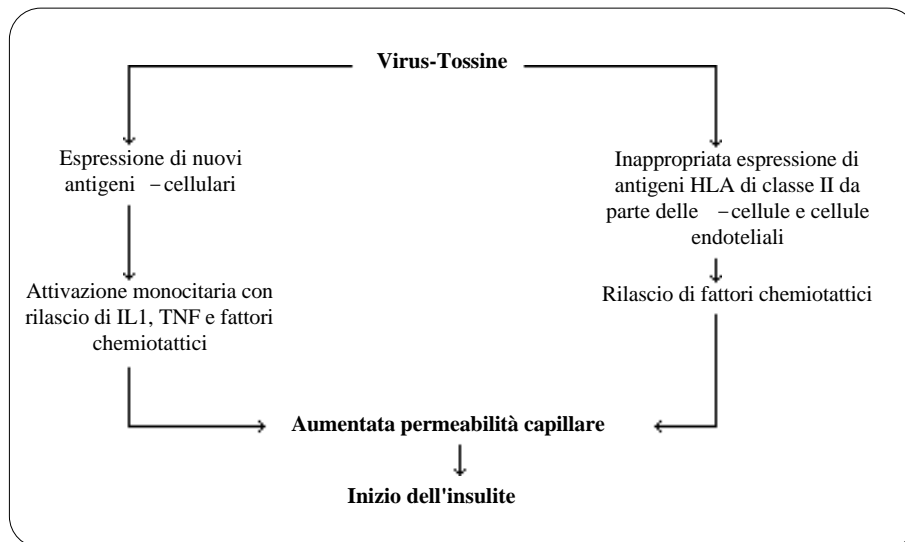 Virus-Tossine
Espressione di nuovi
antigeni –cellulari
Attivazione monocitaria con
rilascio di IL1, TNF e fattori
chemiotattici
Inappropriata espressione di
antigeni HLA di classe II da
parte delle –cellule e cellule
endoteliali
Rilascio di fattori chemiotattici
Aumentata permeabilità capillare
Inizio dell'insulite